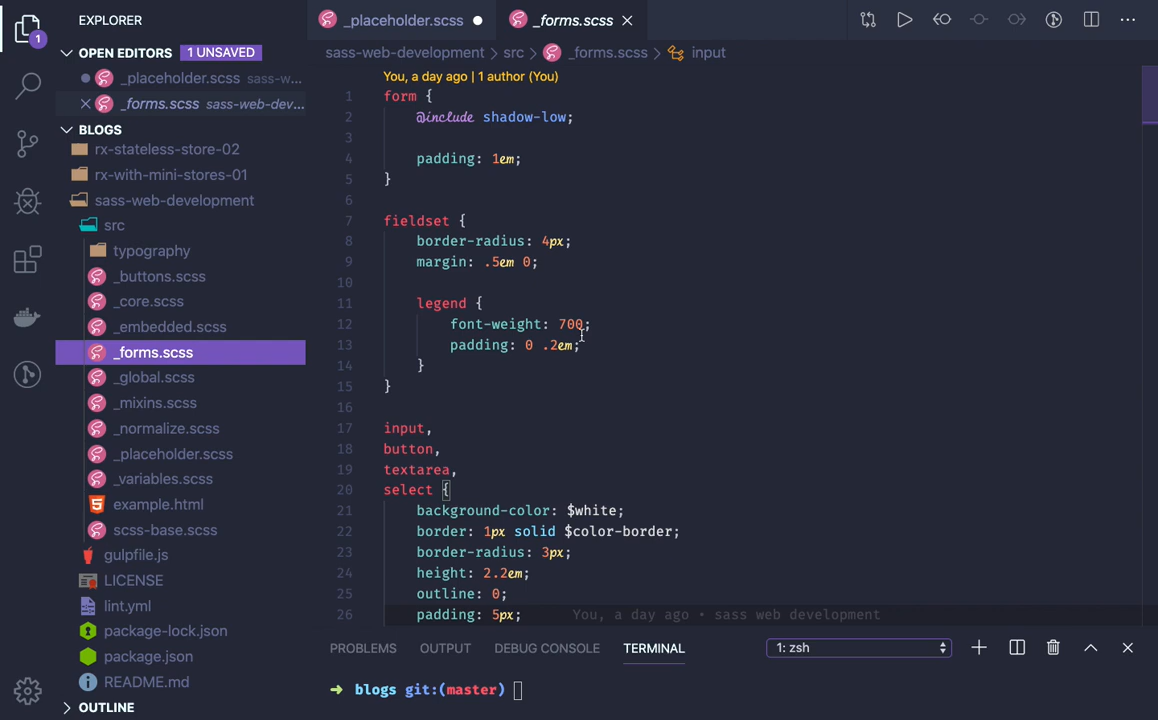 EXPLORER
OPEN EDITORS 1 UNSAVED
_placeholder.scss sass-w...
_forms.scss sass-web-dev...
BLOGS
rx-stateless-store-02
rx-with-mini-stores-01
sass-web-development
src
typography
_buttons.scss
_core.scss
_embedded.scss
_forms.scss
_global.scss
_mixins.scss
_normalize.scss
_placeholder.scss
_variables.scss
example.html
scss-base.scss
gulpfile.js
LICENSE
lint.yml
package-lock.json
package.json
README.md
OUTLINE
1
_placeholder.scss
_forms.scss
sass-web-development > src > _forms.scss > input
You, a day ago | 1 author (You)
1 form {
2 @include shadow-low;
3
4 padding: 1em;
5 }
6
7 fieldset {
8 border-radius: 4px;
9 margin: .5em 0;
10
11 legend {
12 font-weight: 700;
13 padding: 0 .2em;
14 }
15 }
16
17 input,
18 button,
19 textarea,
20 select {
21 background-color: $white;
22 border: 1px solid $color-border;
23 border-radius: 3px;
24 height: 2.2em;
25 outline: 0;
26 padding: 5px; You, a day ago • sass web development
PROBLEMS OUTPUT DEBUG CONSOLE TERMINAL 1: zsh
➜ blogs git:(master)